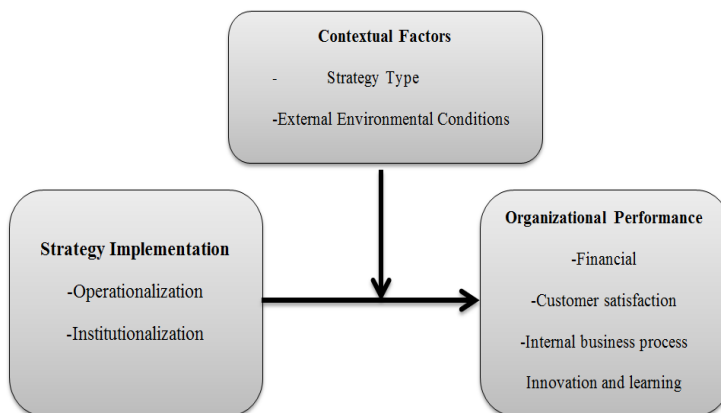 Contextual Factors
- Strategy Type
-External Environmental Conditions
Strategy Implementation
-Operationalization
-Institutionalization
Organizational Performance
-Financial
-Customer satisfaction
-Internal business process
Innovation and learning